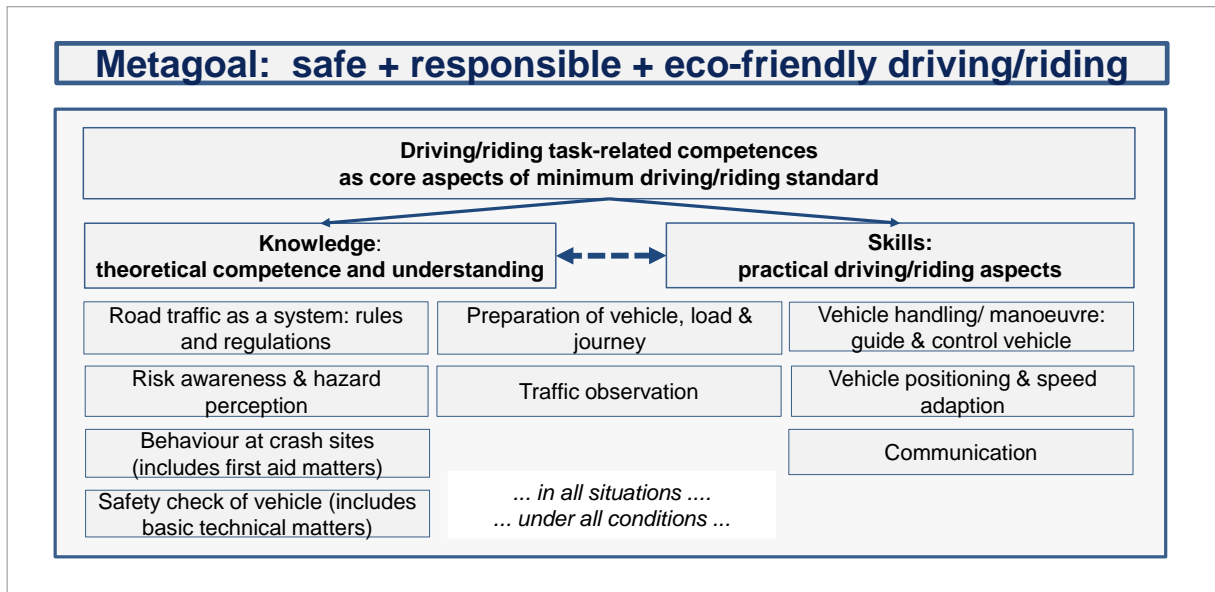 Metagoal:  safe + responsible + eco-friendly driving/riding
Driving/riding task-related competences
as core aspects of minimum driving/riding standard
Knowledge:
theoretical competence and understanding
Skills:
practical driving/riding aspects
Road traffic as a system: rules
and regulations
Preparation of vehicle, load &
journey
Vehicle handling/ manoeuvre:
guide & control vehicle
Risk awareness & hazard
perception
Traffic observation
Vehicle positioning & speed
adaption
Behaviour at crash sites
(includes first aid matters)
Communication
Safety check of vehicle (includes
basic technical matters)
... in all situations ....
... under all conditions ...